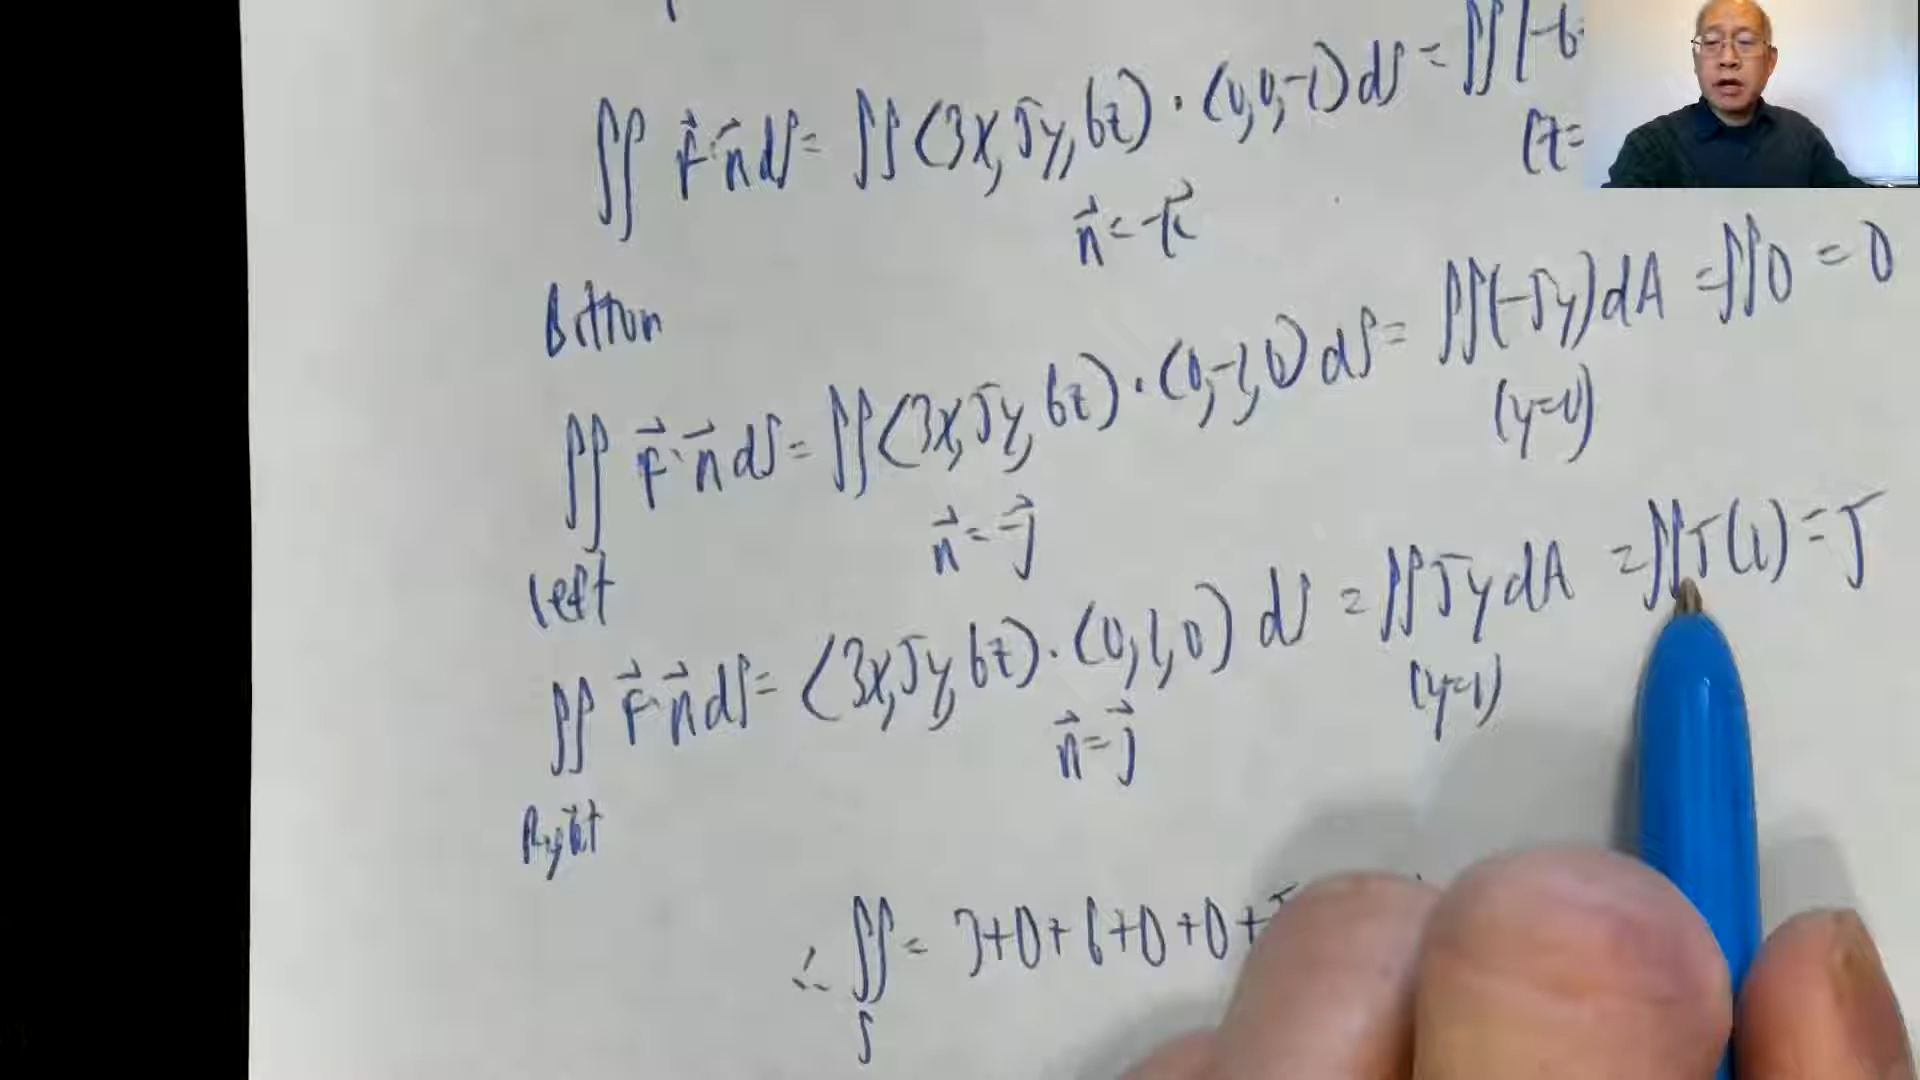 ∬ F⃗·n⃗ dS = ∬ (3x, 5y, 6z) · (0,0,-1) dS = ∬ (-6
n⃗ = -k⃗ (z=
Bottom
∬ F⃗·n⃗ dS = ∬ (3x, 5y, 6z) · (0,-1,0) dS = ∬ (-5y) dA = ∬ 0 = 0
n⃗ = -j⃗ (y=0)
Left
∬ F⃗·n⃗ dS = (3x, 5y, 6z) · (0,1,0) dS = ∬ 5y dA = ∬ 5(1) = 5
n⃗ = j⃗ (y=1)
Right
∴ ∬ = 3+0+6+0+0+5
S